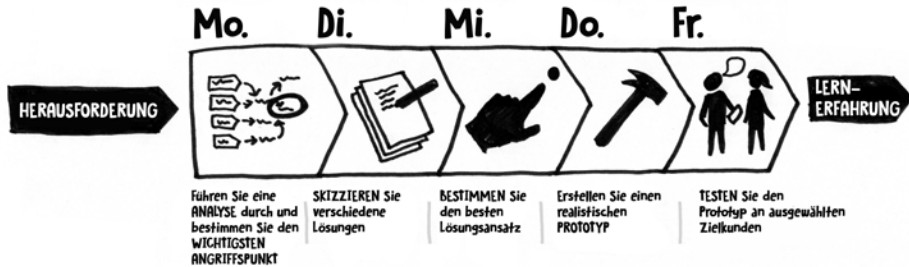 Mo. Di. Mi. Do. Fr.
HERAUSFORDERUNG
LERN-
ERFAHRUNG
Führen Sie eine
ANALYSE durch und
bestimmen Sie den
WICHTIGSTEN
ANGRIFFSPUNKT
SKIZZIEREN Sie
verschiedene
Lösungen
BESTIMMEN Sie
den besten
Lösungsansatz
Erstellen Sie einen
realistischen
PROTOTYP
TESTEN Sie den
Prototyp an ausgewählten
Zielkunden